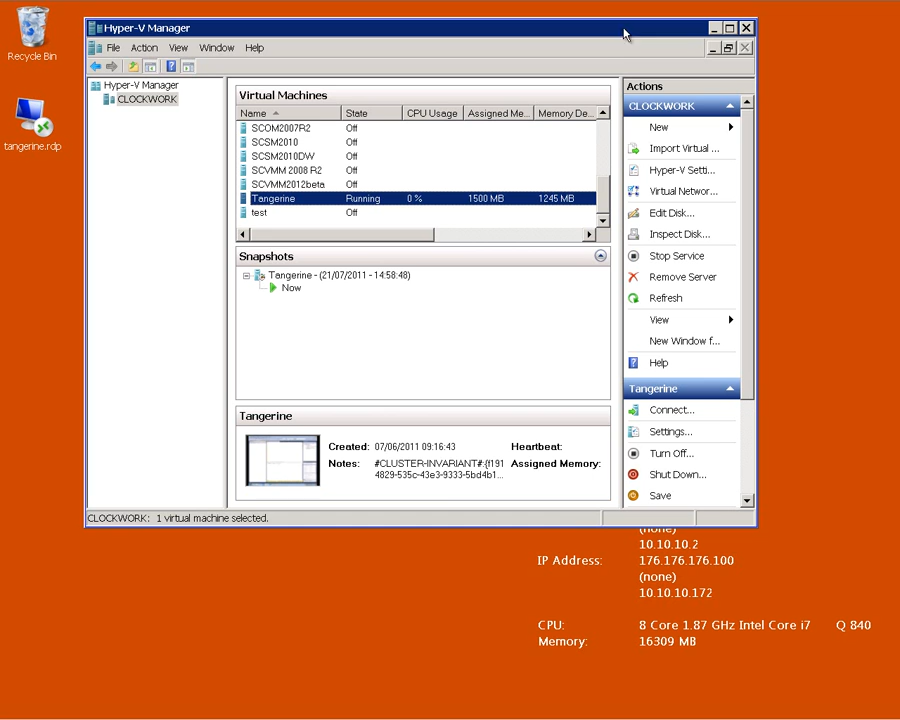 Recycle Bin
tangerine.rdp
Hyper-V Manager
File Action View Window Help
Hyper-V Manager
CLOCKWORK
Virtual Machines
Name State CPU Usage Assigned Me... Memory De...
SCOM2007R2 Off
SCSM2010 Off
SCSM2010DW Off
SCVMM 2008 R2 Off
SCVMM2012beta Off
Tangerine Running 0 % 1500 MB 1245 MB
test Off
Snapshots
Tangerine - (21/07/2011 - 14:58:48)
Now
Tangerine
Created: 07/06/2011 09:16:43 Heartbeat:
Notes: #CLUSTER-INVARIANT#:{f191 Assigned Memory:
4829-535c-43e3-9333-5bd4b1...
Actions
CLOCKWORK
New
Import Virtual ...
Hyper-V Setti...
Virtual Networ...
Edit Disk...
Inspect Disk...
Stop Service
Remove Server
Refresh
View
New Window f...
Help
Tangerine
Connect...
Settings...
Turn Off...
Shut Down...
Save
CLOCKWORK: 1 virtual machine selected.
(none)
10.10.10.2
IP Address: 176.176.176.100
(none)
10.10.10.172
CPU: 8 Core 1.87 GHz Intel Core i7 Q 840
Memory: 16309 MB